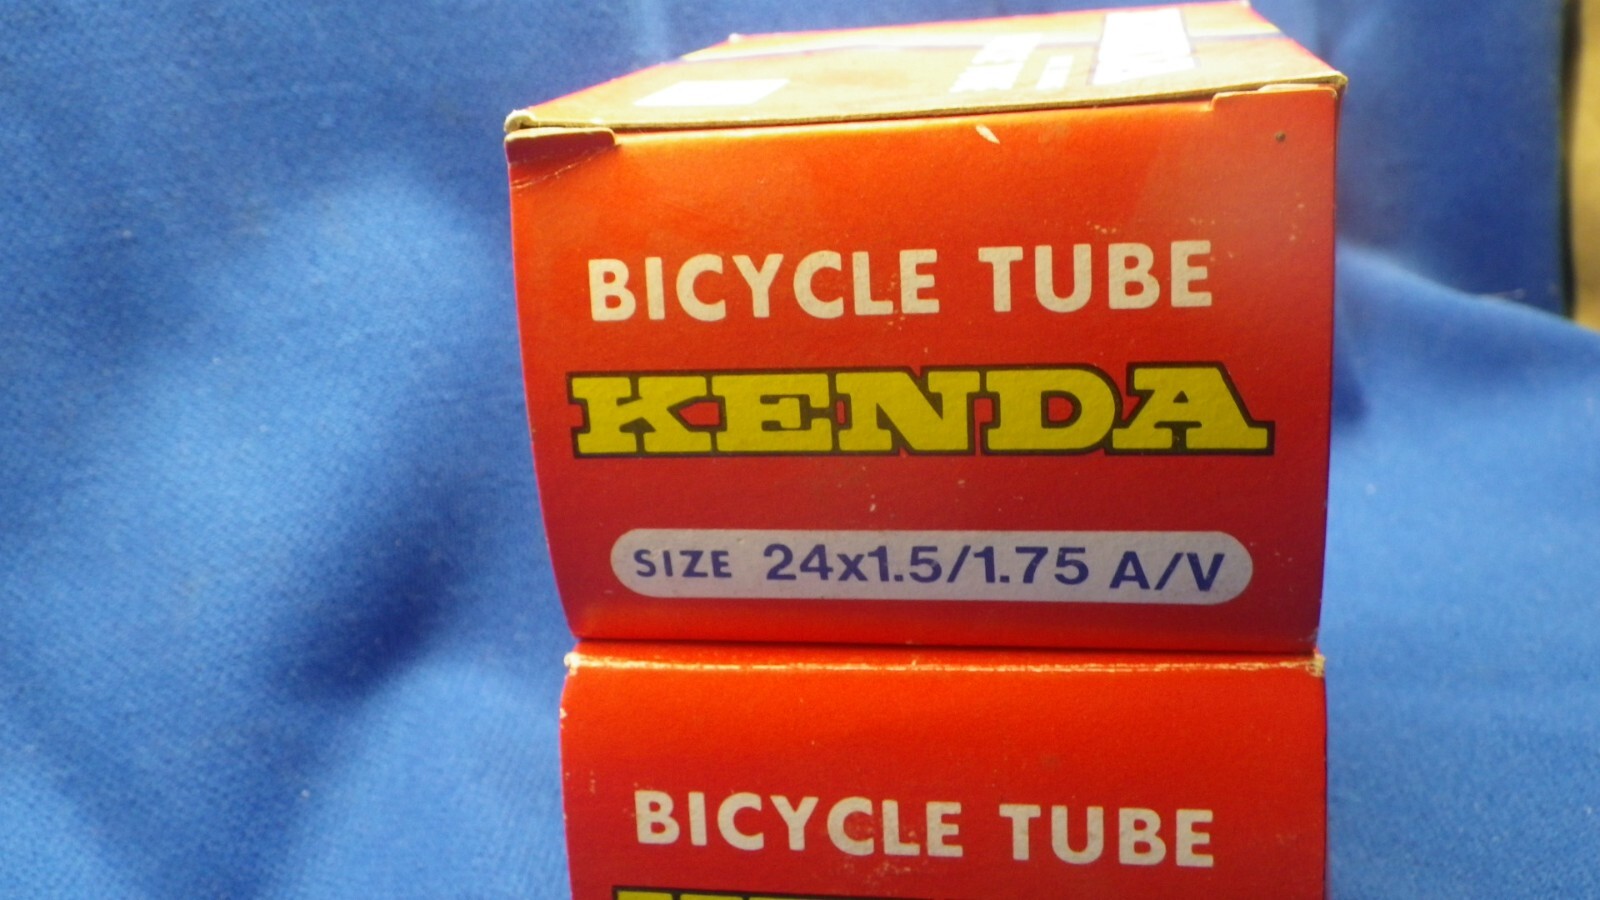 BICYCLE TUBE
KENDA
SIZE 24x1.5/1.75 A/V
BICYCLE TUBE